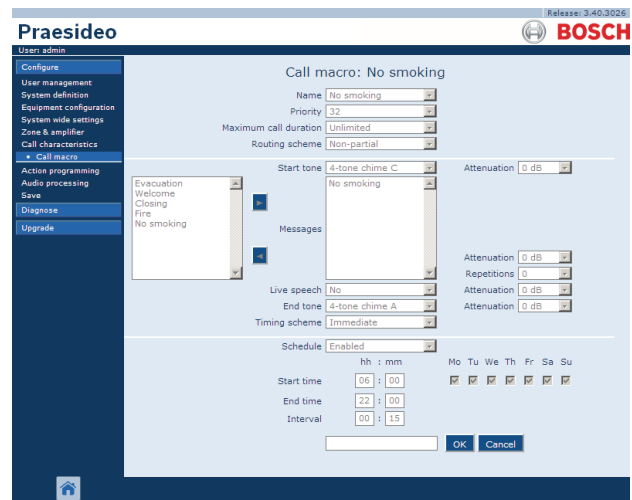 Release: 3.40.3026
Praesideo
BOSCH
User: admin
Configure
User management
System definition
Equipment configuration
System wide settings
Zone & amplifier
Call characteristics
• Call macro
Action programming
Audio processing
Save
Diagnose
Upgrade
Call macro: No smoking
Name No smoking
Priority 32
Maximum call duration Unlimited
Routing scheme Non-partial
Start tone 4-tone chime C Attenuation 0 dB
Evacuation
Welcome
Closing
Fire
No smoking
Messages
No smoking
Attenuation 0 dB
Repetitions 0
Live speech No Attenuation 0 dB
End tone 4-tone chime A Attenuation 0 dB
Timing scheme Immediate
Schedule Enabled
hh : mm Mo Tu We Th Fr Sa Su
Start time 06 : 00
End time 22 : 00
Interval 00 : 15
OK Cancel